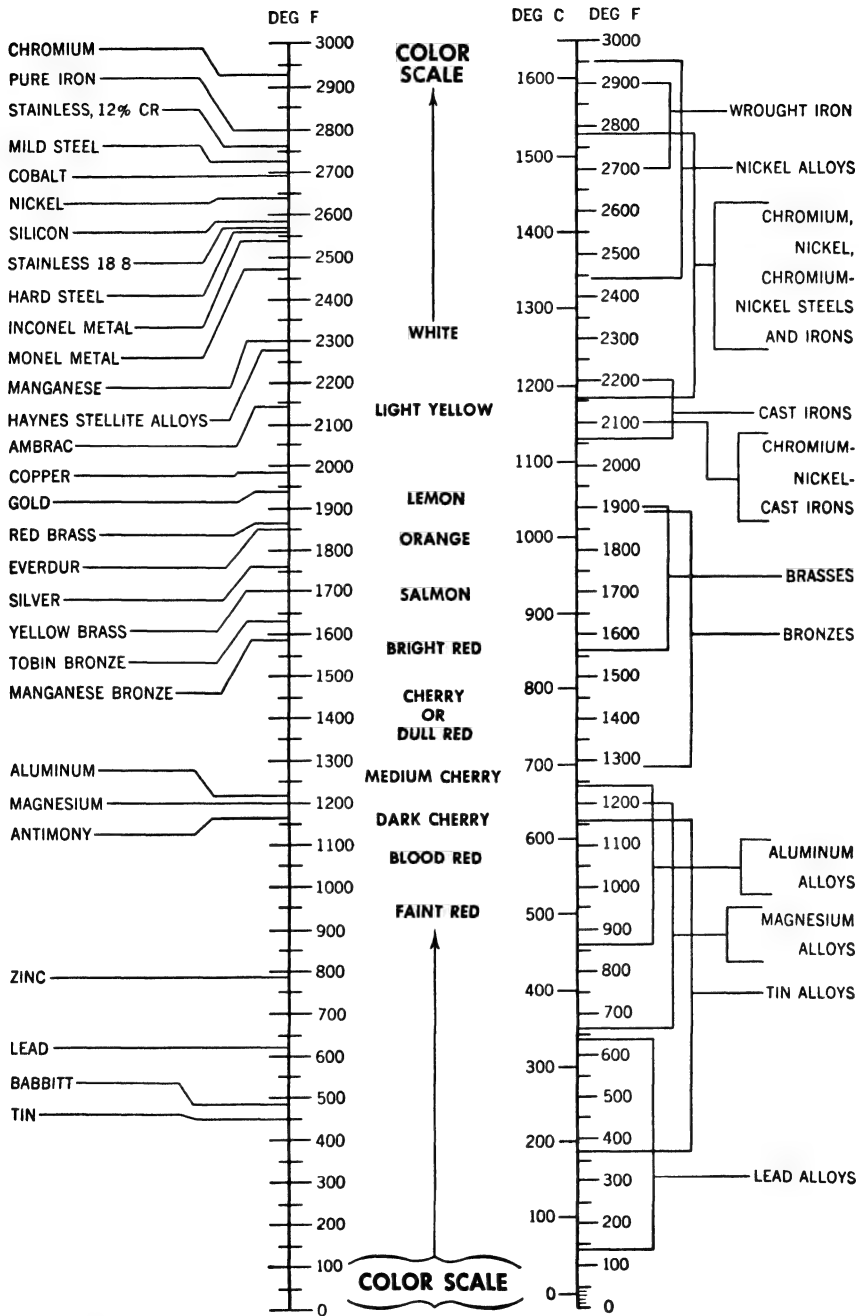 DEG F
CHROMIUM
PURE IRON
STAINLESS, 12% CR
MILD STEEL
COBALT
NICKEL
SILICON
STAINLESS 18 8
HARD STEEL
INCONEL METAL
MONEL METAL
MANGANESE
HAYNES STELLITE ALLOYS
AMBRAC
COPPER
GOLD
RED BRASS
EVERDUR
SILVER
YELLOW BRASS
TOBIN BRONZE
MANGANESE BRONZE
ALUMINUM
MAGNESIUM
ANTIMONY
ZINC
LEAD
BABBITT
TIN
3000
2900
2800
2700
2600
2500
2400
2300
2200
2100
2000
1900
1800
1700
1600
1500
1400
1300
1200
1100
1000
900
800
700
600
500
400
300
200
100
0
COLOR
SCALE
WHITE
LIGHT YELLOW
LEMON
ORANGE
SALMON
BRIGHT RED
CHERRY
OR
DULL RED
MEDIUM CHERRY
DARK CHERRY
BLOOD RED
FAINT RED
COLOR SCALE
DEG C
1600
1500
1400
1300
1200
1100
1000
900
800
700
600
500
400
300
200
100
0
DEG F
3000
2900
2800
2700
2600
2500
2400
2300
2200
2100
2000
1900
1800
1700
1600
1500
1400
1300
1200
1100
1000
900
800
700
600
500
400
300
200
100
0
WROUGHT IRON
NICKEL ALLOYS
CHROMIUM,
NICKEL,
CHROMIUM-
NICKEL STEELS
AND IRONS
CAST IRONS
CHROMIUM-
NICKEL-
CAST IRONS
BRASSES
BRONZES
ALUMINUM
ALLOYS
MAGNESIUM
ALLOYS
TIN ALLOYS
LEAD ALLOYS